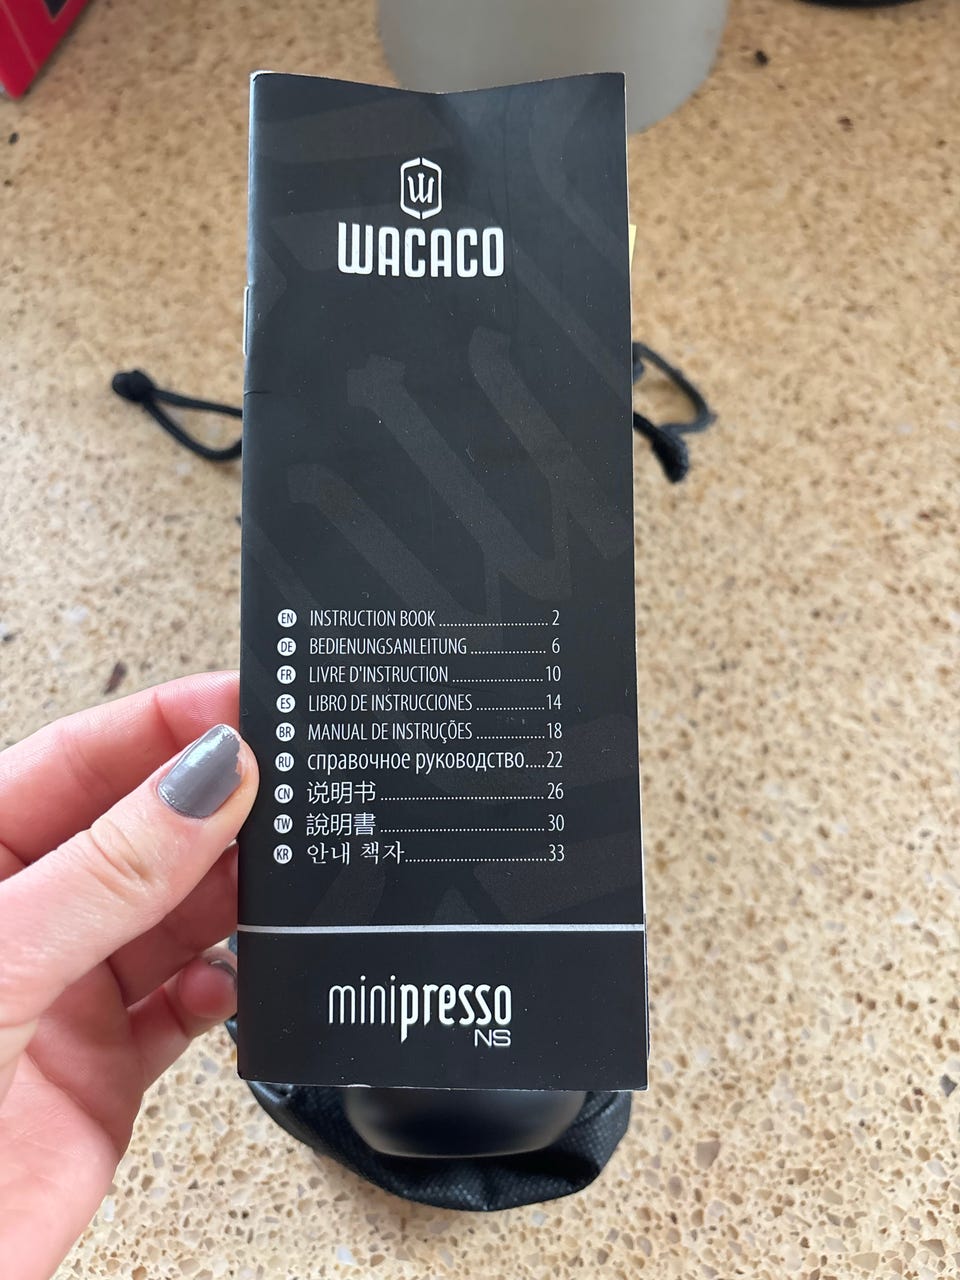 WACACO
EN INSTRUCTION BOOK ............................ 2
DE BEDIENUNGSANLEITUNG ................... 6
FR LIVRE D'INSTRUCTION .......................10
ES LIBRO DE INSTRUCCIONES ..................14
BR MANUAL DE INSTRUÇÕES ..................18
RU справочное руководство.....22
CN 说明书 ...........................................26
TW 說明書 ...........................................30
KR 안내 책자.....................................33
minipresso
NS